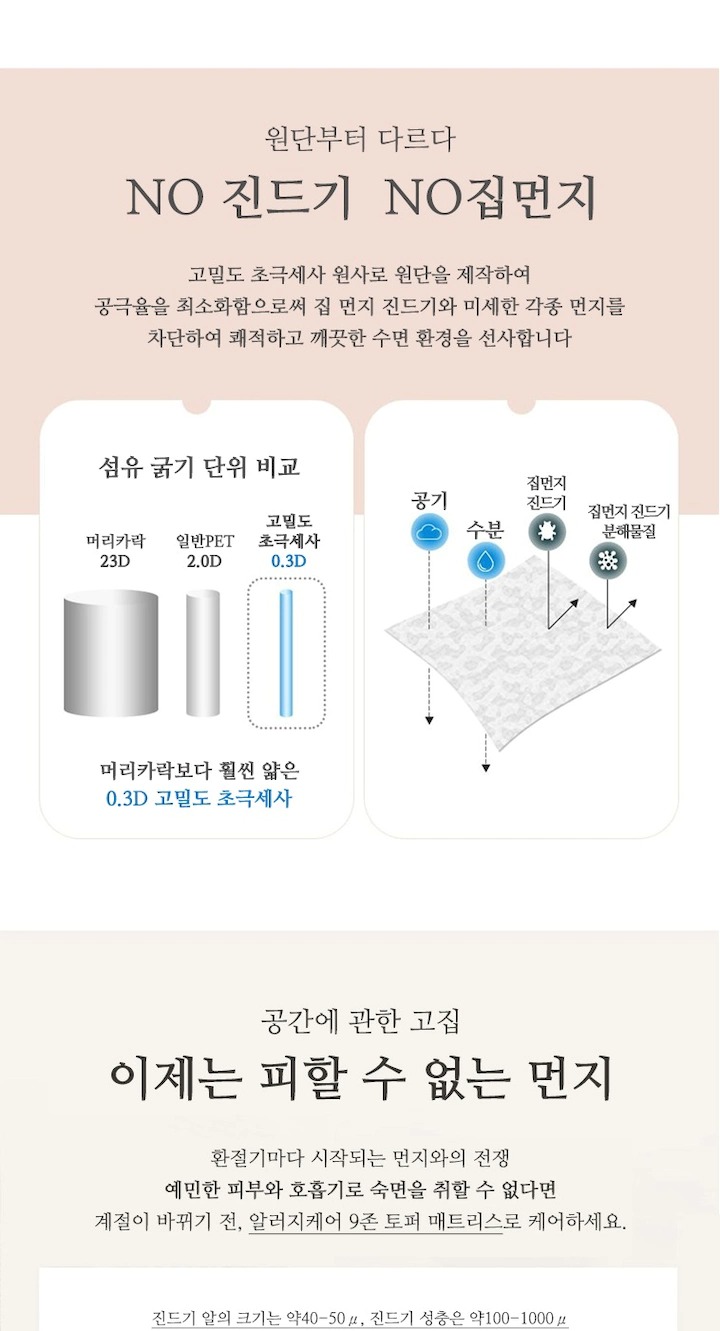 원단부터 다르다
NO 진드기 NO집먼지
고밀도 초극세사 원사로 원단을 제작하여
공극율을 최소화함으로써 집 먼지 진드기와 미세한 각종 먼지를
차단하여 쾌적하고 깨끗한 수면 환경을 선사합니다
섬유 굵기 단위 비교
머리카락
23D
일반PET
2.0D
고밀도
초극세사
0.3D
머리카락보다 훨씬 얇은
0.3D 고밀도 초극세사
공기
수분
집먼지
진드기
집먼지 진드기
분해물질
공간에 관한 고집
이제는 피할 수 없는 먼지
환절기마다 시작되는 먼지와의 전쟁
예민한 피부와 호흡기로 숙면을 취할 수 없다면
계절이 바뀌기 전, 알러지케어 9존 토퍼 매트리스로 케어하세요.
진드기 알의 크기는 약40-50μ, 진드기 성충은 약100-1000μ